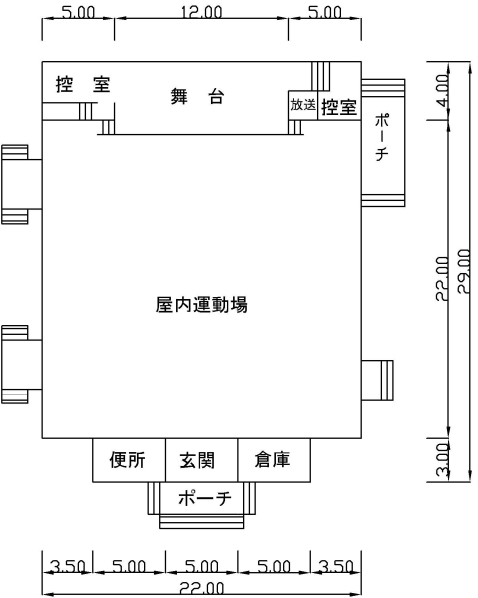 5.00 12.00 5.00
控 室
舞 台
放送 控室
4.00
ポーチ
屋内運動場
22.00
29.00
便所 玄関 倉庫
3.00
ポーチ
3.50 5.00 5.00 5.00 3.50
22.00